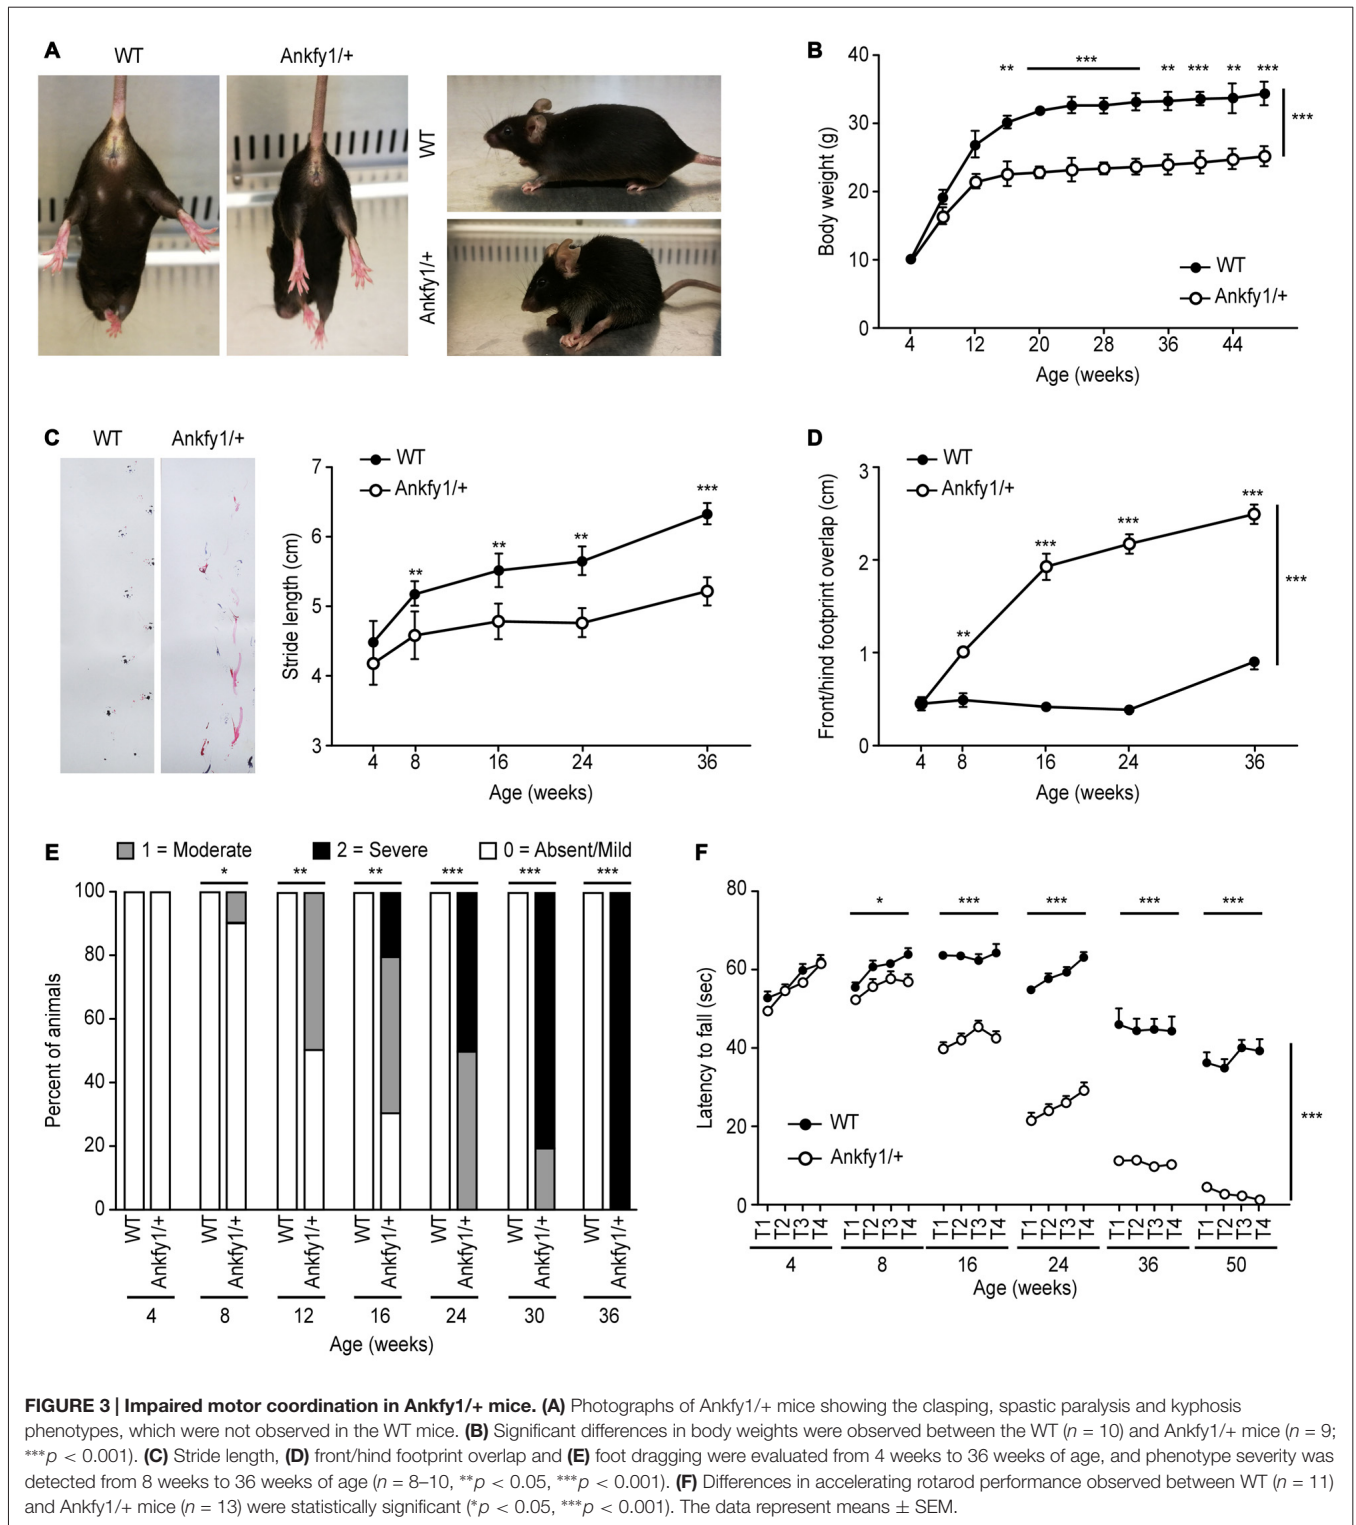 A
WT
Ankfy1/+
WT
Ankfy1/+
B
40
30
20
10
0
Body weight (g)
** *** ** *** ** ***
***
WT
Ankfy1/+
4 12 20 28 36 44
Age (weeks)
C
WT
Ankfy1/+
WT
Ankfy1/+
7
6
5
4
3
Stride length (cm)
** ** ** ***
4 8 16 24 36
Age (weeks)
D
WT
Ankfy1/+
3
2
1
0
Front/hind footprint overlap (cm)
** *** *** ***
***
4 8 16 24 36
Age (weeks)
E
1 = Moderate 2 = Severe 0 = Absent/Mild
* ** ** *** *** ***
100
80
60
40
20
0
Percent of animals
WT Ankfy1/+ WT Ankfy1/+ WT Ankfy1/+ WT Ankfy1/+ WT Ankfy1/+ WT Ankfy1/+ WT Ankfy1/+
4 8 12 16 24 30 36
Age (weeks)
F
80
60
40
20
0
Latency to fall (sec)
* *** *** *** ***
***
WT
Ankfy1/+
T1 T2 T3 T4 T1 T2 T3 T4 T1 T2 T3 T4 T1 T2 T3 T4 T1 T2 T3 T4 T1 T2 T3 T4
4 8 16 24 36 50
Age (weeks)
FIGURE 3 | Impaired motor coordination in Ankfy1/+ mice. (A) Photographs of Ankfy1/+ mice showing the clasping, spastic paralysis and kyphosis
phenotypes, which were not observed in the WT mice. (B) Significant differences in body weights were observed between the WT (n = 10) and Ankfy1/+ mice (n = 9;
***p < 0.001). (C) Stride length, (D) front/hind footprint overlap and (E) foot dragging were evaluated from 4 weeks to 36 weeks of age, and phenotype severity was
detected from 8 weeks to 36 weeks of age (n = 8–10, **p < 0.05, ***p < 0.001). (F) Differences in accelerating rotarod performance observed between WT (n = 11)
and Ankfy1/+ mice (n = 13) were statistically significant (*p < 0.05, ***p < 0.001). The data represent means ± SEM.